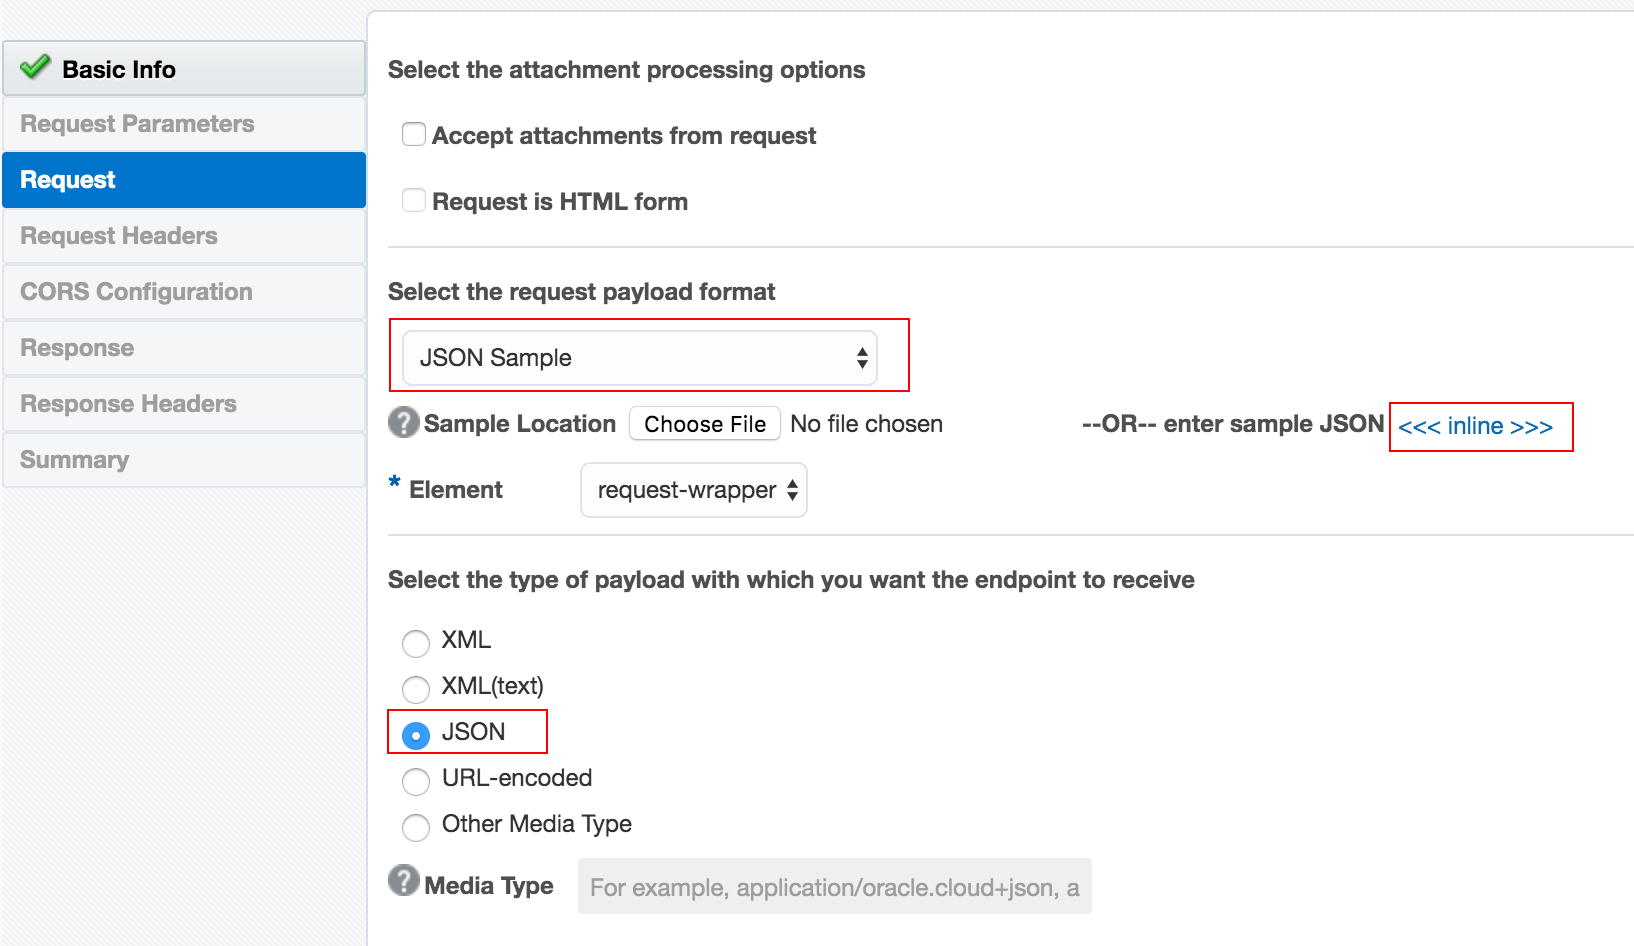 Basic Info
Request Parameters
Request
Request Headers
CORS Configuration
Response
Response Headers
Summary
Select the attachment processing options
Accept attachments from request
Request is HTML form
Select the request payload format
JSON Sample
? Sample Location Choose File No file chosen --OR-- enter sample JSON <<< inline >>>
* Element request-wrapper
Select the type of payload with which you want the endpoint to receive
XML
XML(text)
JSON
URL-encoded
Other Media Type
? Media Type For example, application/oracle.cloud+json, a